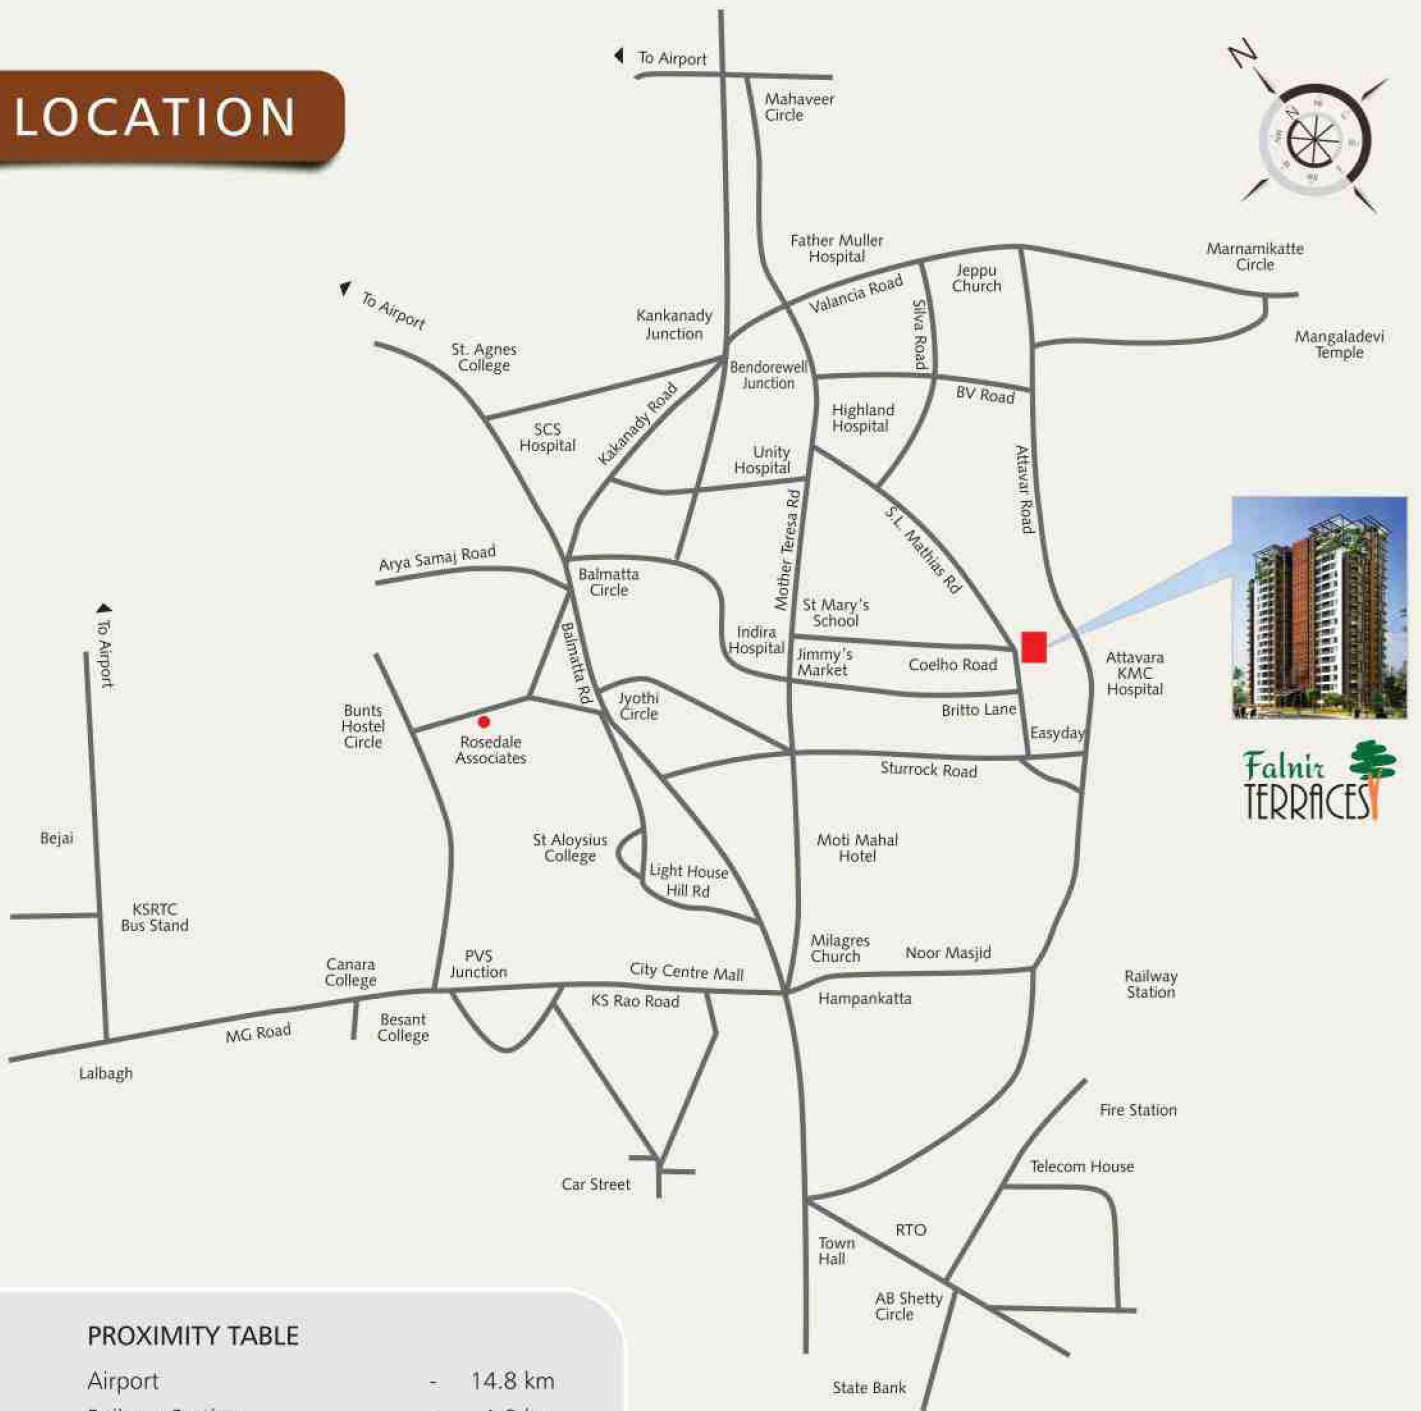 LOCATION
To Airport
Mahaveer
Circle
N
Father Muller
Hospital
Marnamikatte
Circle
Jeppu
Church
Valancia Road
Silva Road
To Airport
Kankanady
Junction
Mangaladevi
Temple
St. Agnes
College
Bendorewell
Junction
BV Road
Kakanady Road
Highland
Hospital
SCS
Hospital
Unity
Hospital
Attavar Road
Mother Teresa Rd
S.L. Mathias Rd
Arya Samaj Road
Balmatta
Circle
St Mary's
School
To Airport
Balmatta Rd
Indira
Hospital
Jimmy's
Market
Coelho Road
Attavara
KMC
Hospital
Jyothi
Circle
Britto Lane
Bunts
Hostel
Circle
Rosedale
Associates
Easyday
Sturrock Road
Falnir
TERRACES
Bejai
St Aloysius
College
Moti Mahal
Hotel
Light House
Hill Rd
KSRTC
Bus Stand
Milagres
Church
Noor Masjid
PVS
Junction
Canara
College
City Centre Mall
Railway
Station
KS Rao Road
Hampankatta
MG Road
Besant
College
Lalbagh
Fire Station
Telecom House
Car Street
RTO
Town
Hall
AB Shetty
Circle
State Bank
PROXIMITY TABLE
Airport - 14.8 km